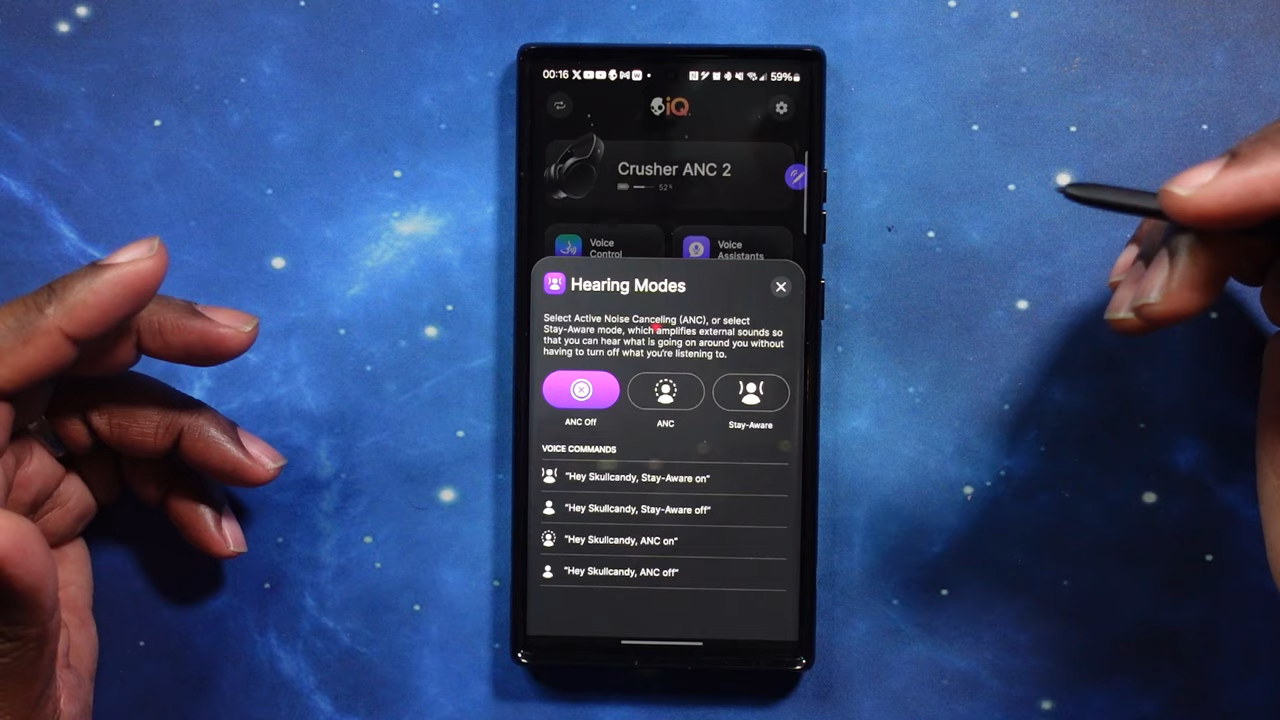 00:16 59%
iQ
Crusher ANC 2
52%
Voice Control
Voice Assistants
Hearing Modes
Select Active Noise Canceling (ANC), or select
Stay-Aware mode, which amplifies external sounds so
that you can hear what is going on around you without
having to turn off what you're listening to.
ANC Off
ANC
Stay-Aware
VOICE COMMANDS
"Hey Skullcandy, Stay-Aware on"
"Hey Skullcandy, Stay-Aware off"
"Hey Skullcandy, ANC on"
"Hey Skullcandy, ANC off"